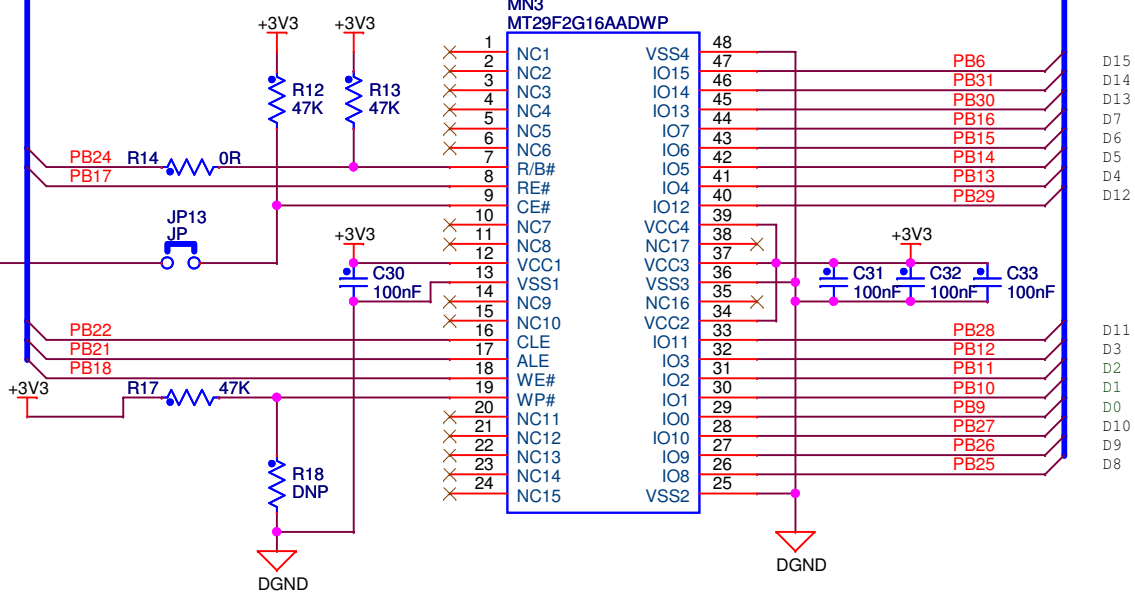 MN3
MT29F2G16AADWP
+3V3 +3V3
R12 47K
R13 47K
PB24 R14 0R
PB17
JP13
JP
+3V3
C30
100nF
PB22
PB21
PB18
+3V3
R17 47K
R18
DNP
DGND
1 NC1
2 NC2
3 NC3
4 NC4
5 NC5
6 NC6
7 R/B#
8 RE#
9 CE#
10 NC7
11 NC8
12 VCC1
13 VSS1
14 NC9
15 NC10
16 CLE
17 ALE
18 WE#
19 WP#
20 NC11
21 NC12
22 NC13
23 NC14
24 NC15
VSS4 48
IO15 47 PB6 D15
IO14 46 PB31 D14
IO13 45 PB30 D13
IO7 44 PB16 D7
IO6 43 PB15 D6
IO5 42 PB14 D5
IO4 41 PB13 D4
IO12 40 PB29 D12
VCC4 39
NC17 38
VCC3 37
VSS3 36
NC16 35
VCC2 34
IO11 33 PB28 D11
IO3 32 PB12 D3
IO2 31 PB11 D2
IO1 30 PB10 D1
IO0 29 PB9 D0
IO10 28 PB27 D10
IO9 27 PB26 D9
IO8 26 PB25 D8
VSS2 25
+3V3
C31 C32 C33
100nF 100nF 100nF
DGND